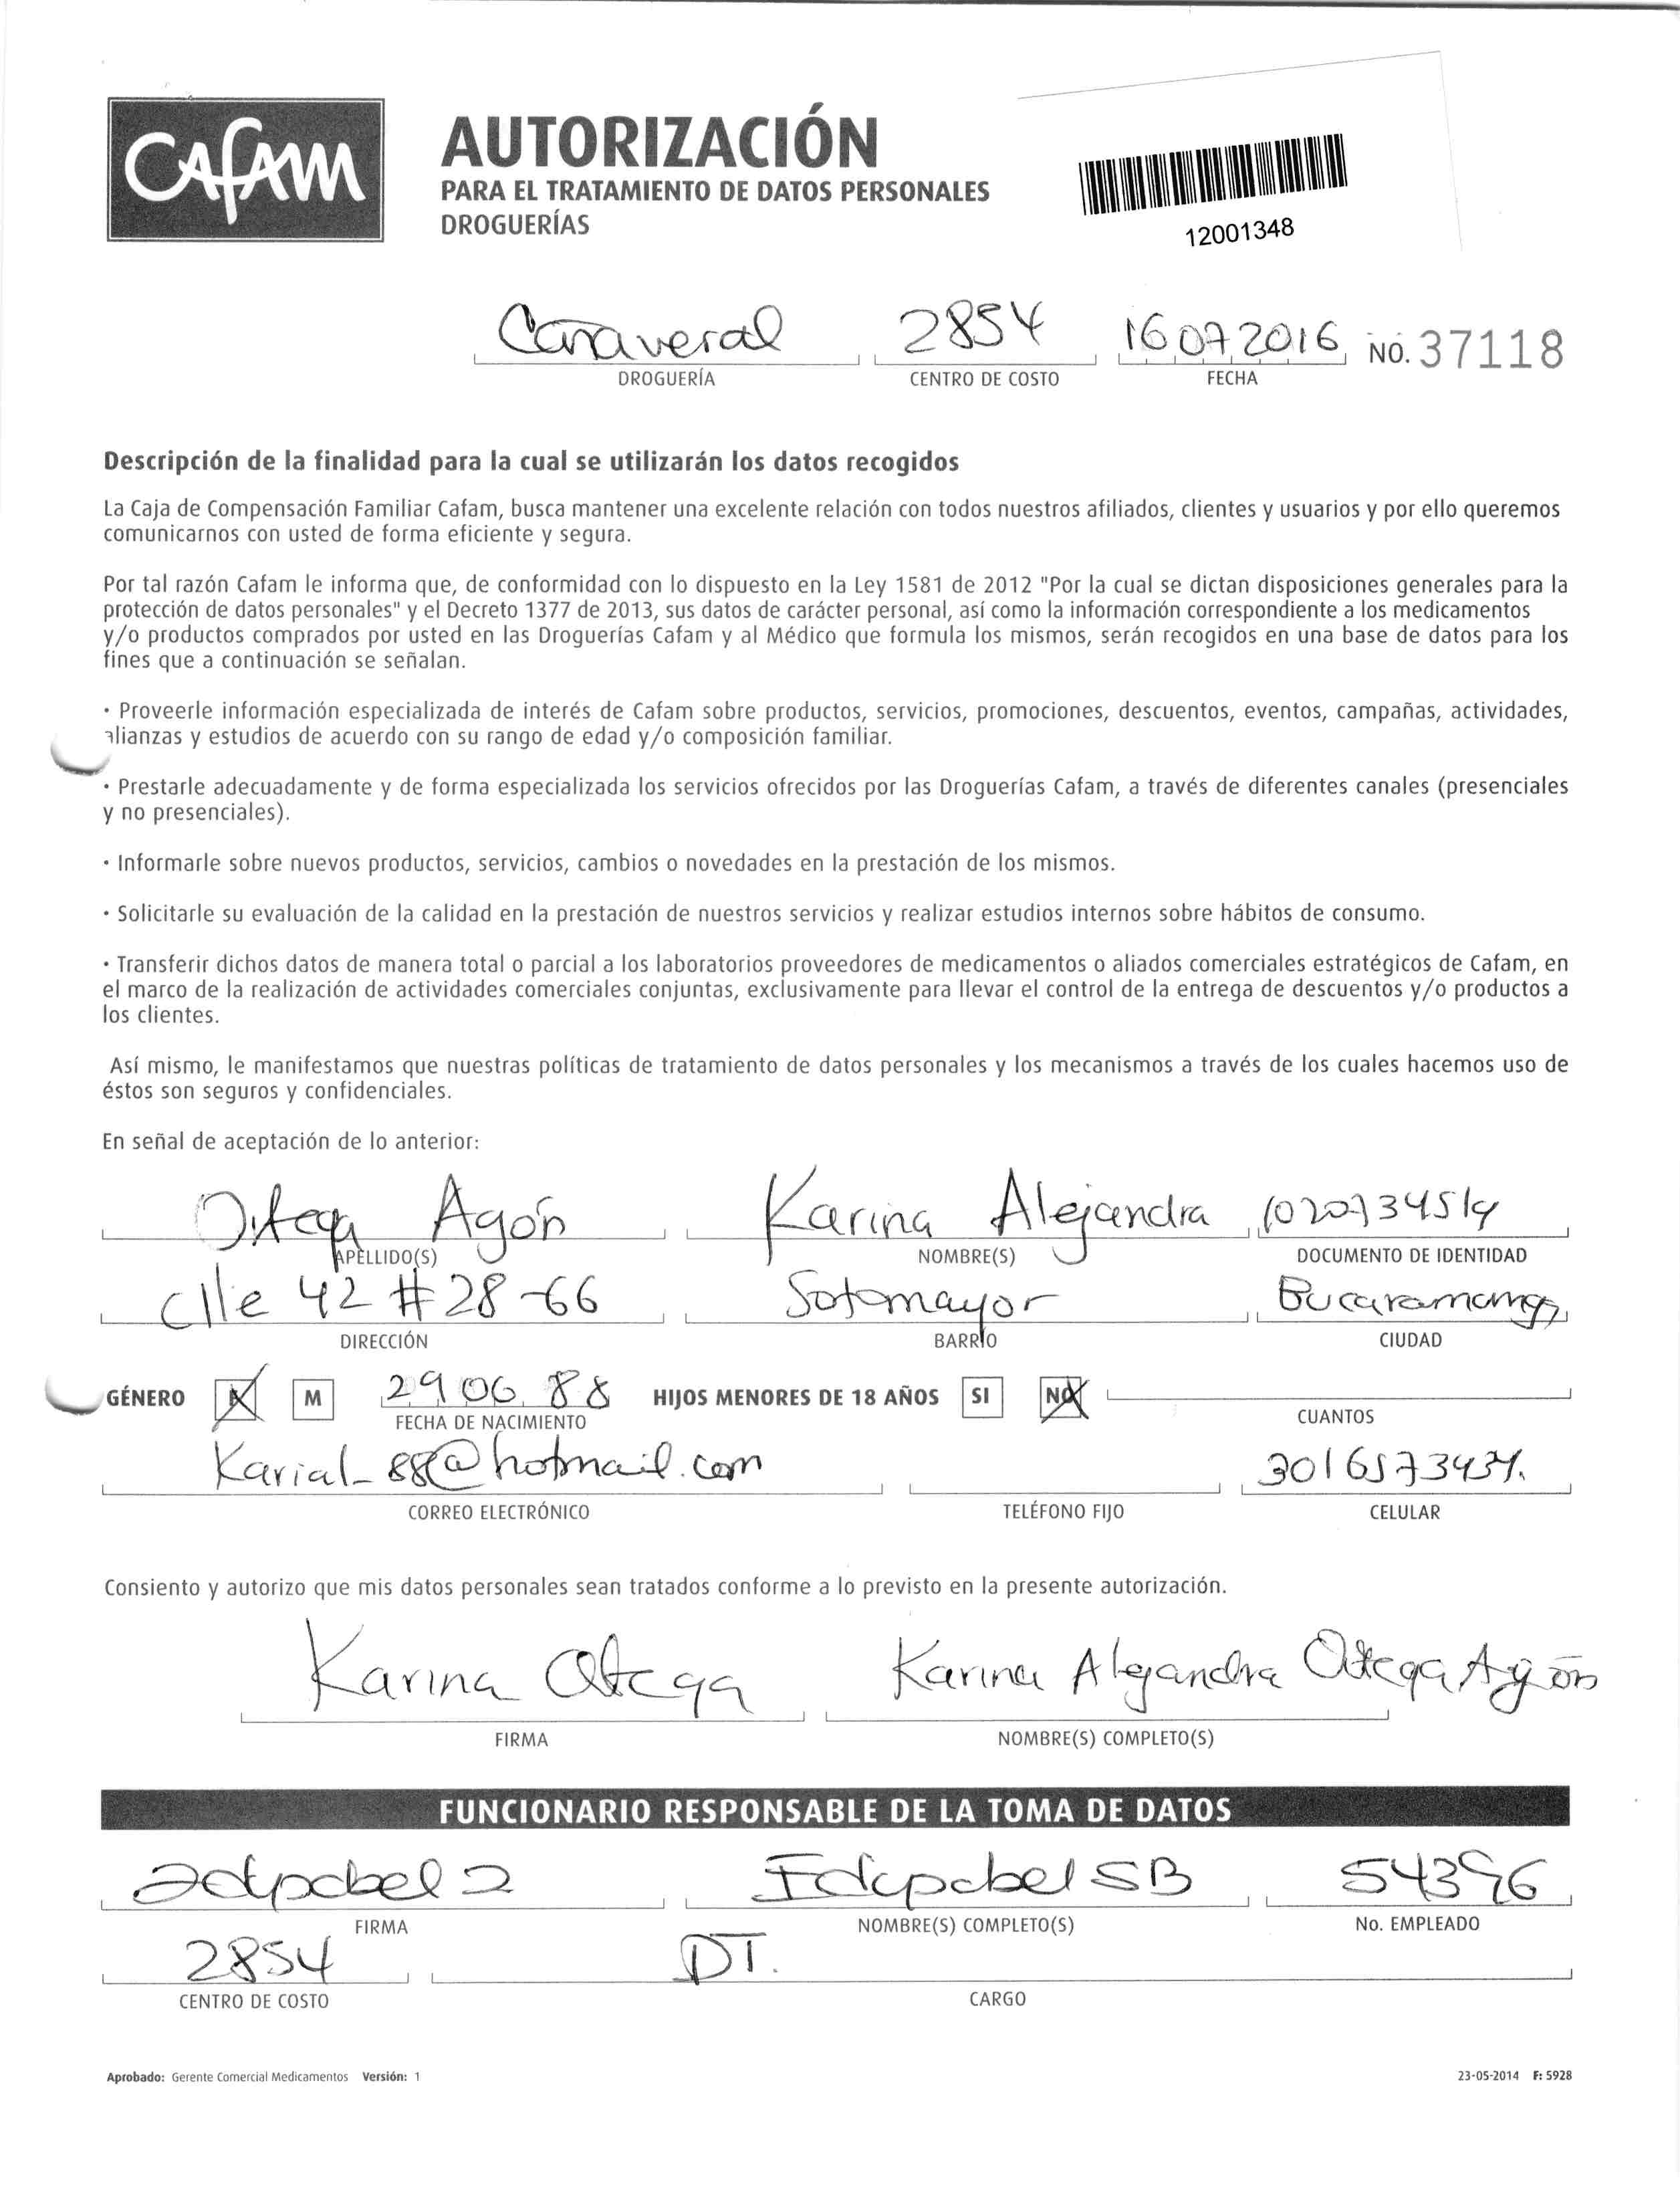 CAFAM
AUTORIZACIÓN
PARA EL TRATAMIENTO DE DATOS PERSONALES
DROGUERÍAS
12001348
Cañaveral 2854 16 07 2016 NO. 37118
DROGUERÍA CENTRO DE COSTO FECHA
Descripción de la finalidad para la cual se utilizarán los datos recogidos
La Caja de Compensación Familiar Cafam, busca mantener una excelente relación con todos nuestros afiliados, clientes y usuarios y por ello queremos
comunicarnos con usted de forma eficiente y segura.
Por tal razón Cafam le informa que, de conformidad con lo dispuesto en la Ley 1581 de 2012 "Por la cual se dictan disposiciones generales para la
protección de datos personales" y el Decreto 1377 de 2013, sus datos de carácter personal, así como la información correspondiente a los medicamentos
y/o productos comprados por usted en las Droguerías Cafam y al Médico que formula los mismos, serán recogidos en una base de datos para los
fines que a continuación se señalan.
• Proveerle información especializada de interés de Cafam sobre productos, servicios, promociones, descuentos, eventos, campañas, actividades,
alianzas y estudios de acuerdo con su rango de edad y/o composición familiar.
• Prestarle adecuadamente y de forma especializada los servicios ofrecidos por las Droguerías Cafam, a través de diferentes canales (presenciales
y no presenciales).
• Informarle sobre nuevos productos, servicios, cambios o novedades en la prestación de los mismos.
• Solicitarle su evaluación de la calidad en la prestación de nuestros servicios y realizar estudios internos sobre hábitos de consumo.
• Transferir dichos datos de manera total o parcial a los laboratorios proveedores de medicamentos o aliados comerciales estratégicos de Cafam, en
el marco de la realización de actividades comerciales conjuntas, exclusivamente para llevar el control de la entrega de descuentos y/o productos a
los clientes.
Así mismo, le manifestamos que nuestras políticas de tratamiento de datos personales y los mecanismos a través de los cuales hacemos uso de
éstos son seguros y confidenciales.
En señal de aceptación de lo anterior:
Ortega Agón Karina Alejandra
APELLIDO(S) NOMBRE(S) DOCUMENTO DE IDENTIDAD
Clle 42 # 28-66 Sotomayor Bucaramanga
DIRECCIÓN BARRIO CIUDAD
GÉNERO F M 29 06 88 HIJOS MENORES DE 18 AÑOS SI NO
FECHA DE NACIMIENTO CUANTOS
Karial_88@hotmail.com
CORREO ELECTRÓNICO TELÉFONO FIJO CELULAR
Consiento y autorizo que mis datos personales sean tratados conforme a lo previsto en la presente autorización.
Karina Ortega Karina Alejandra Ortega Agón
FIRMA NOMBRE(S) COMPLETO(S)
FUNCIONARIO RESPONSABLE DE LA TOMA DE DATOS
SB 54396
FIRMA NOMBRE(S) COMPLETO(S) No. EMPLEADO
2854 DT.
CENTRO DE COSTO CARGO
Aprobado: Gerente Comercial Medicamentos Versión: 1 23-05-2014 F: 5928